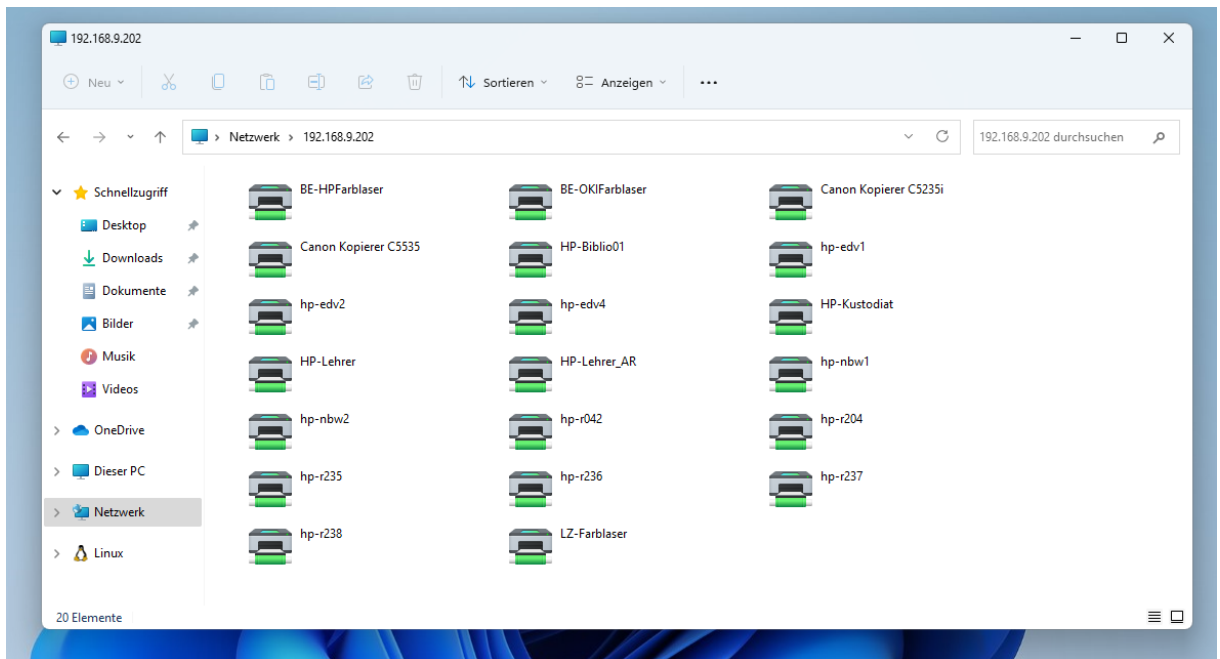 192.168.9.202
Neu
Sortieren
Anzeigen
Netzwerk > 192.168.9.202
192.168.9.202 durchsuchen
Schnellzugriff
Desktop
Downloads
Dokumente
Bilder
Musik
Videos
OneDrive
Dieser PC
Netzwerk
Linux
BE-HPFarblaser
BE-OKIFarblaser
Canon Kopierer C5235i
Canon Kopierer C5535
HP-Biblio01
hp-edv1
hp-edv2
hp-edv4
HP-Kustodiat
HP-Lehrer
HP-Lehrer_AR
hp-nbw1
hp-nbw2
hp-r042
hp-r204
hp-r235
hp-r236
hp-r237
hp-r238
LZ-Farblaser
20 Elemente